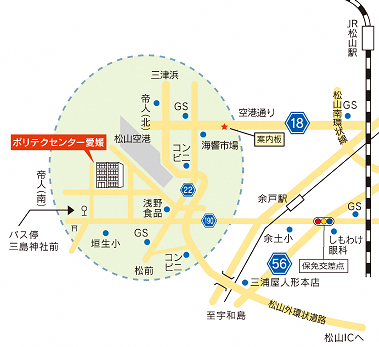 JR松山駅
三津浜
帝人(北)
GS
空港通り
18
GS
松山南環状線
松山空港
案内板
海響市場
ポリテクセンター愛媛
コンビニ
22
帝人(南)
浅野
食品
190
余戸駅
GS
バス停
三島神社前
垣生小
GS
余土小
しもわけ
眼科
保免交差点
56
松前
コンビニ
三浦屋人形本店
至宇和島
松山外環状道路
松山ICへ